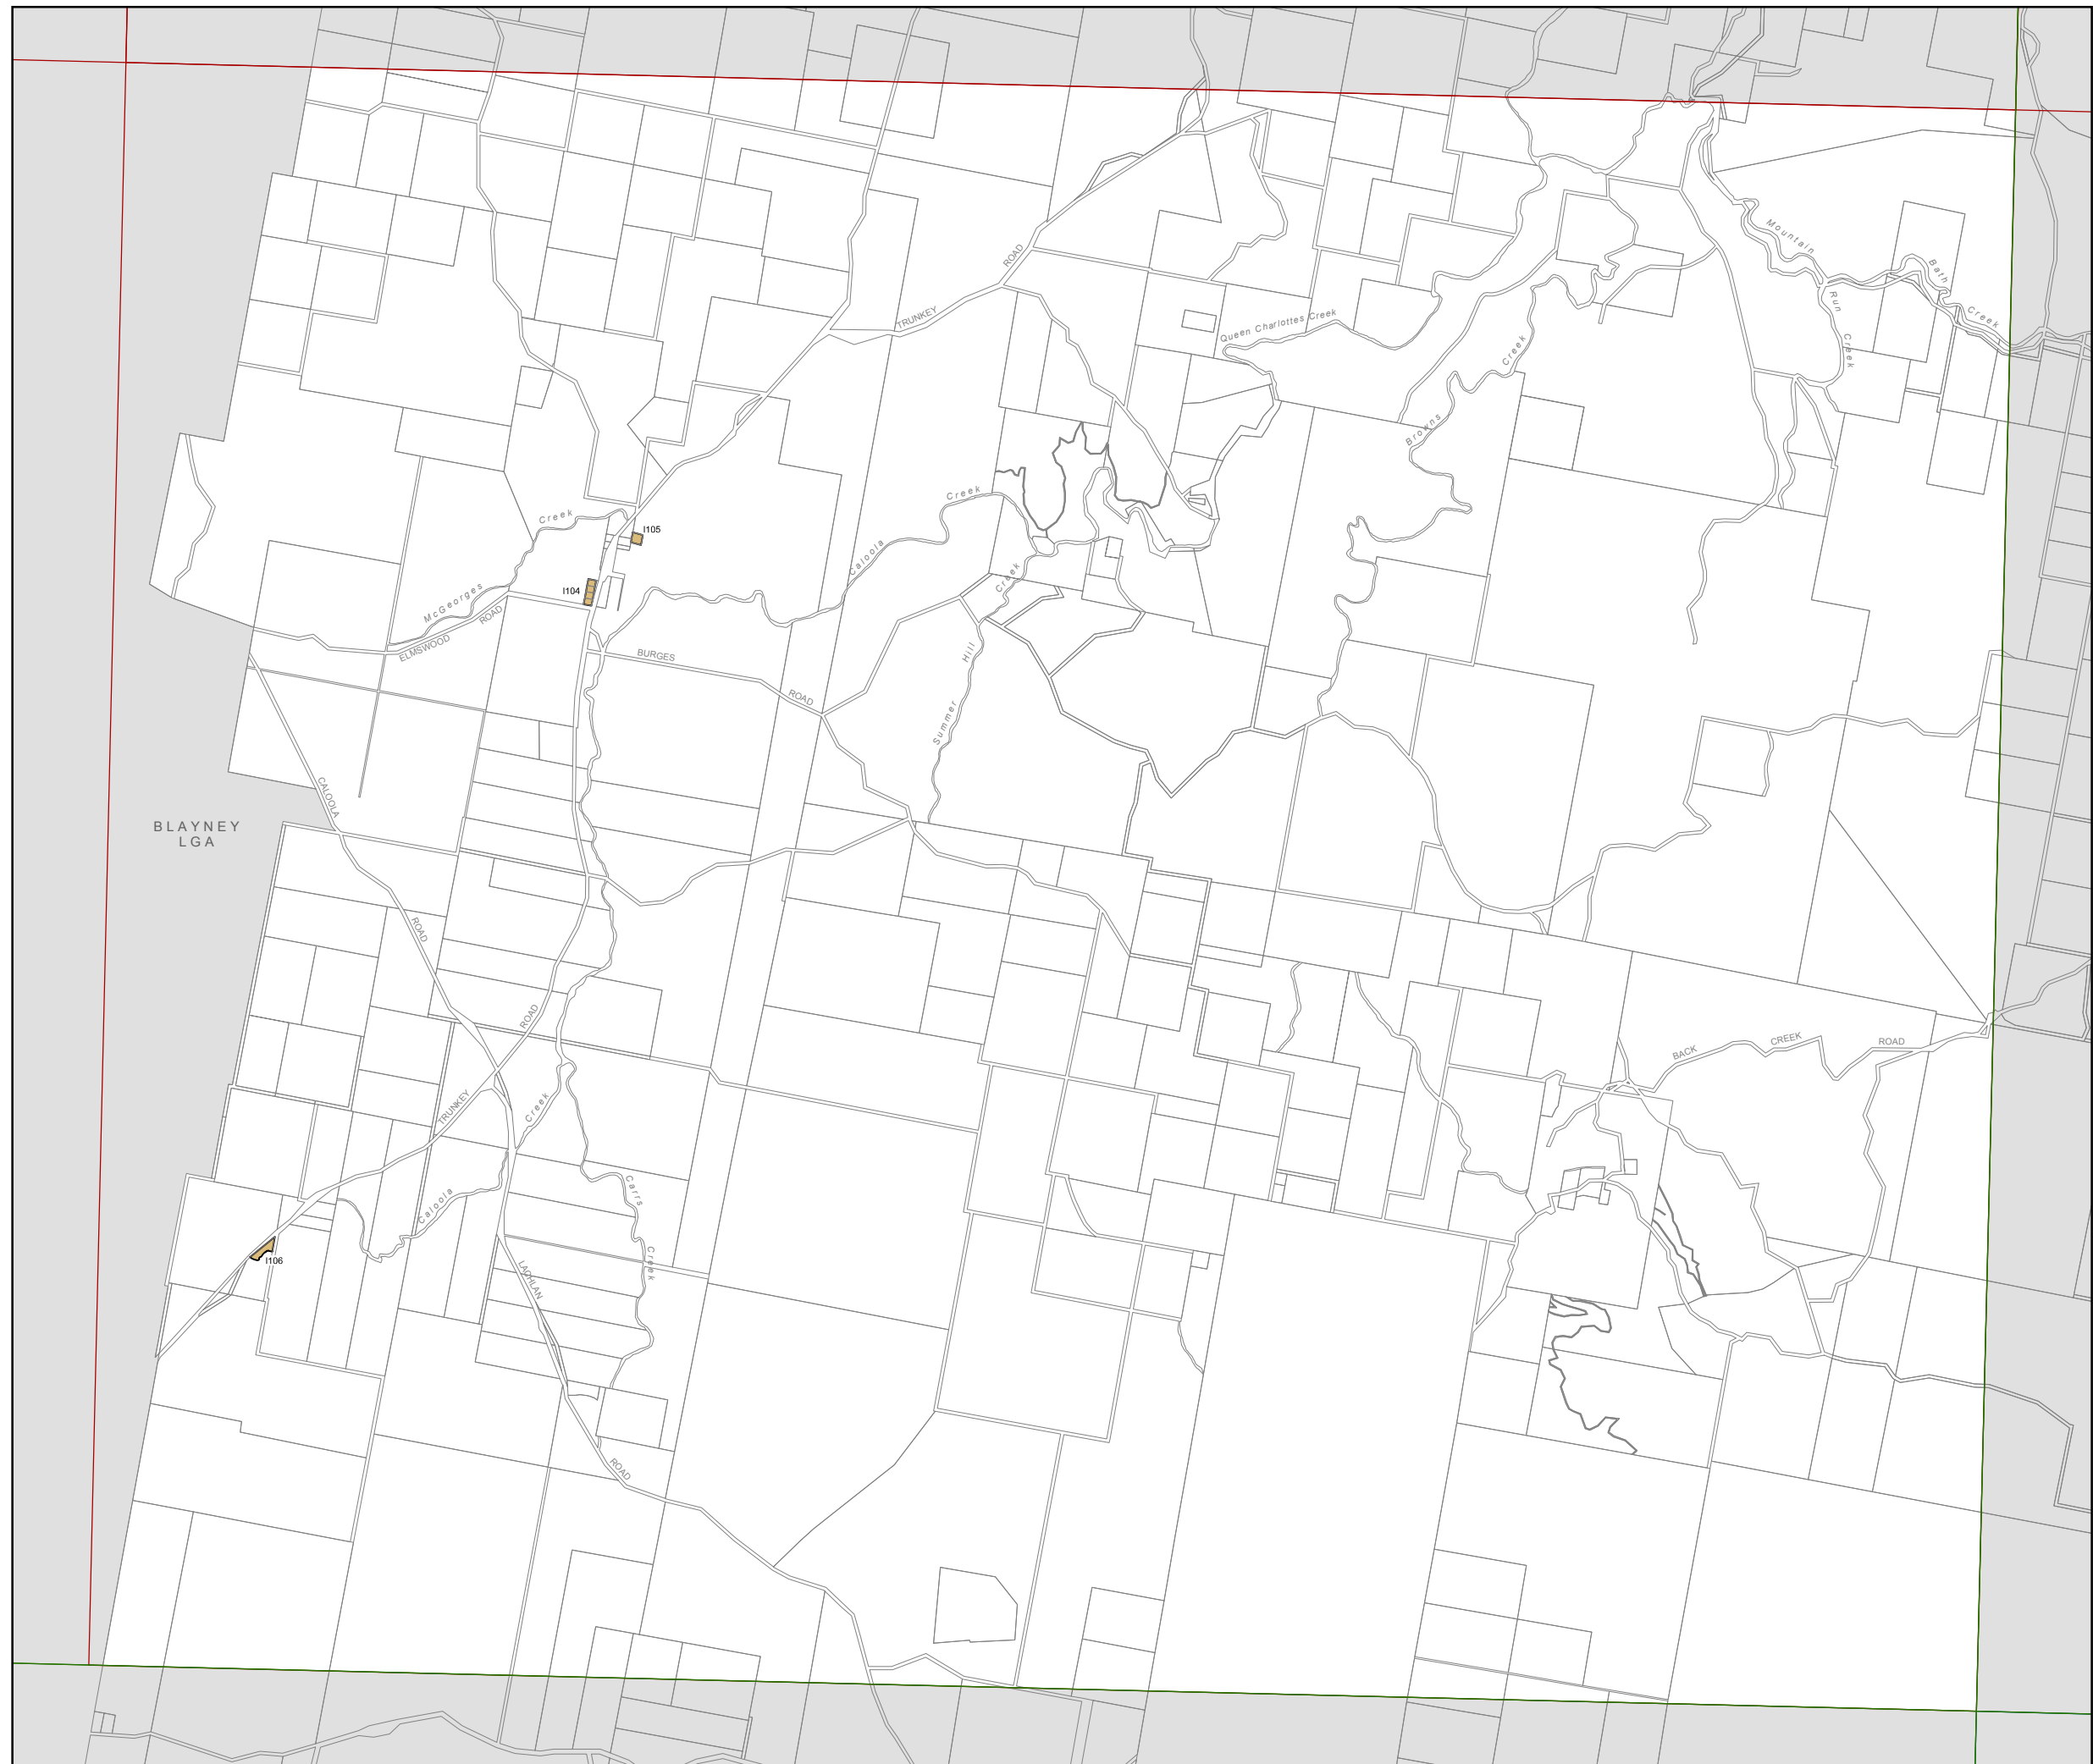 Mountain
Bath
Run
Creek
ROAD
TRUNKEY
Queen Charlottes Creek
Creek
Creek
Browns
Creek
Creek
I105
Caloola
I104
McGeorges
ROAD
ELMSWOOD
Creek
BURGES
ROAD
Hill
Summer
CALOOLA
BLAYNEY
LGA
ROAD
ROAD
BACK
CREEK
ROAD
TRUNKEY
Creek
Carrs
Caloola
Creek
I106
LACHLAN
ROAD